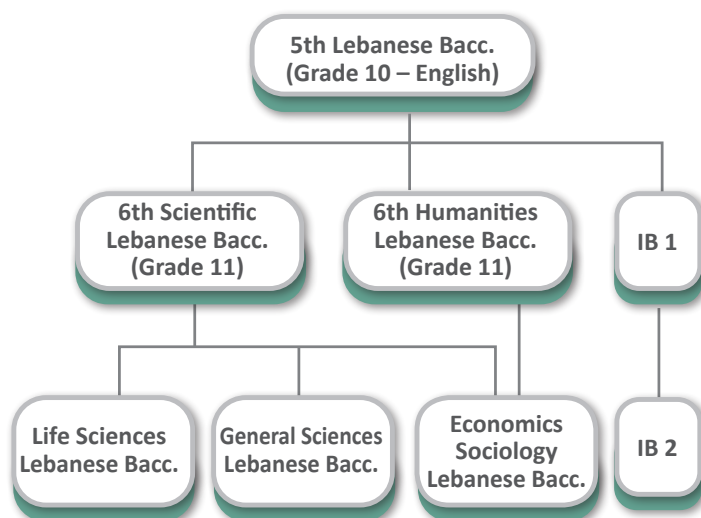 5th Lebanese Bacc.
(Grade 10 – English)
6th Scientific
Lebanese Bacc.
(Grade 11)
6th Humanities
Lebanese Bacc.
(Grade 11)
IB 1
Life Sciences
Lebanese Bacc.
General Sciences
Lebanese Bacc.
Economics
Sociology
Lebanese Bacc.
IB 2